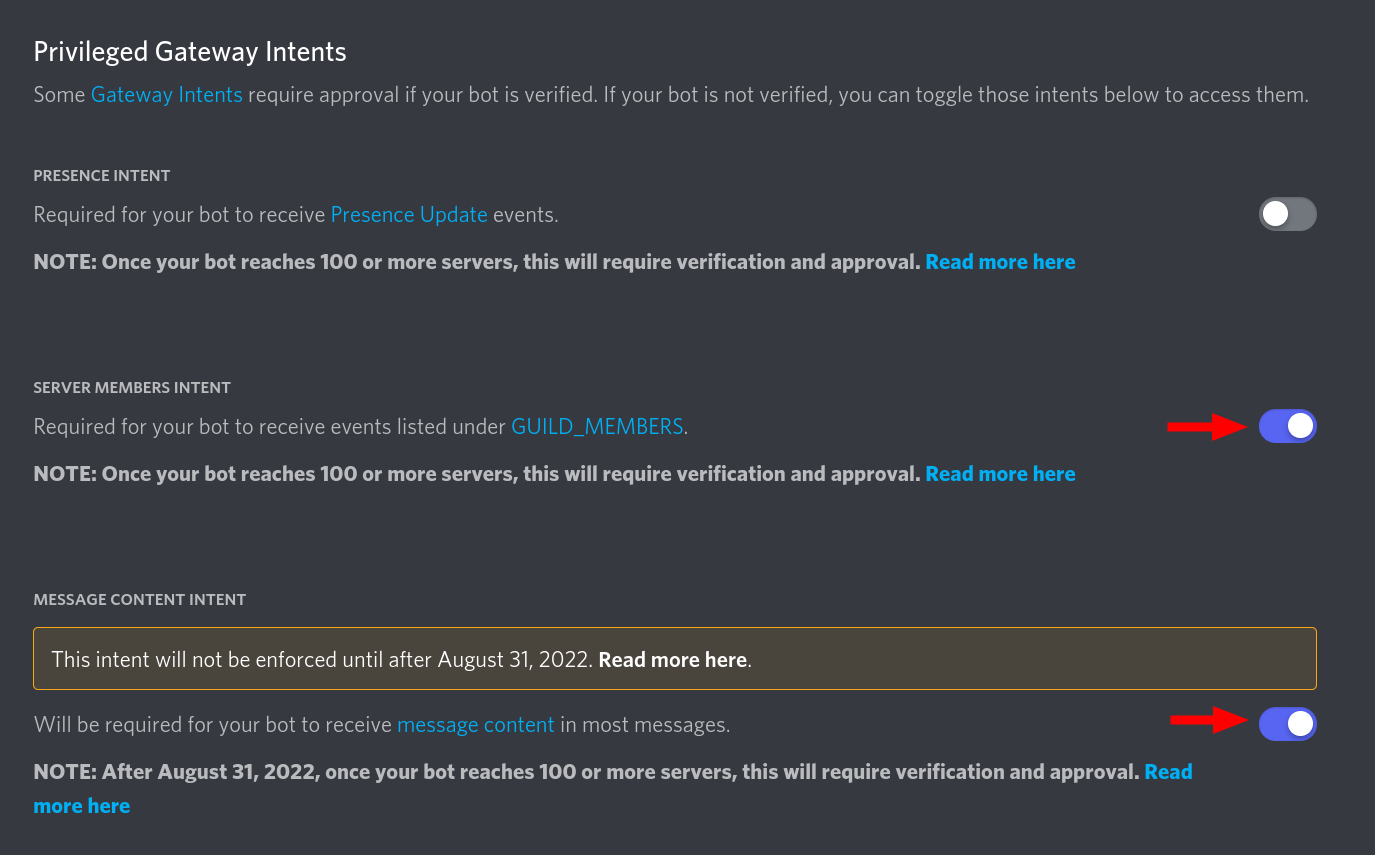 Privileged Gateway Intents
Some Gateway Intents require approval if your bot is verified. If your bot is not verified, you can toggle those intents below to access them.
PRESENCE INTENT
Required for your bot to receive Presence Update events.
NOTE: Once your bot reaches 100 or more servers, this will require verification and approval. Read more here
SERVER MEMBERS INTENT
Required for your bot to receive events listed under GUILD_MEMBERS.
NOTE: Once your bot reaches 100 or more servers, this will require verification and approval. Read more here
MESSAGE CONTENT INTENT
This intent will not be enforced until after August 31, 2022. Read more here.
Will be required for your bot to receive message content in most messages.
NOTE: After August 31, 2022, once your bot reaches 100 or more servers, this will require verification and approval. Read
more here